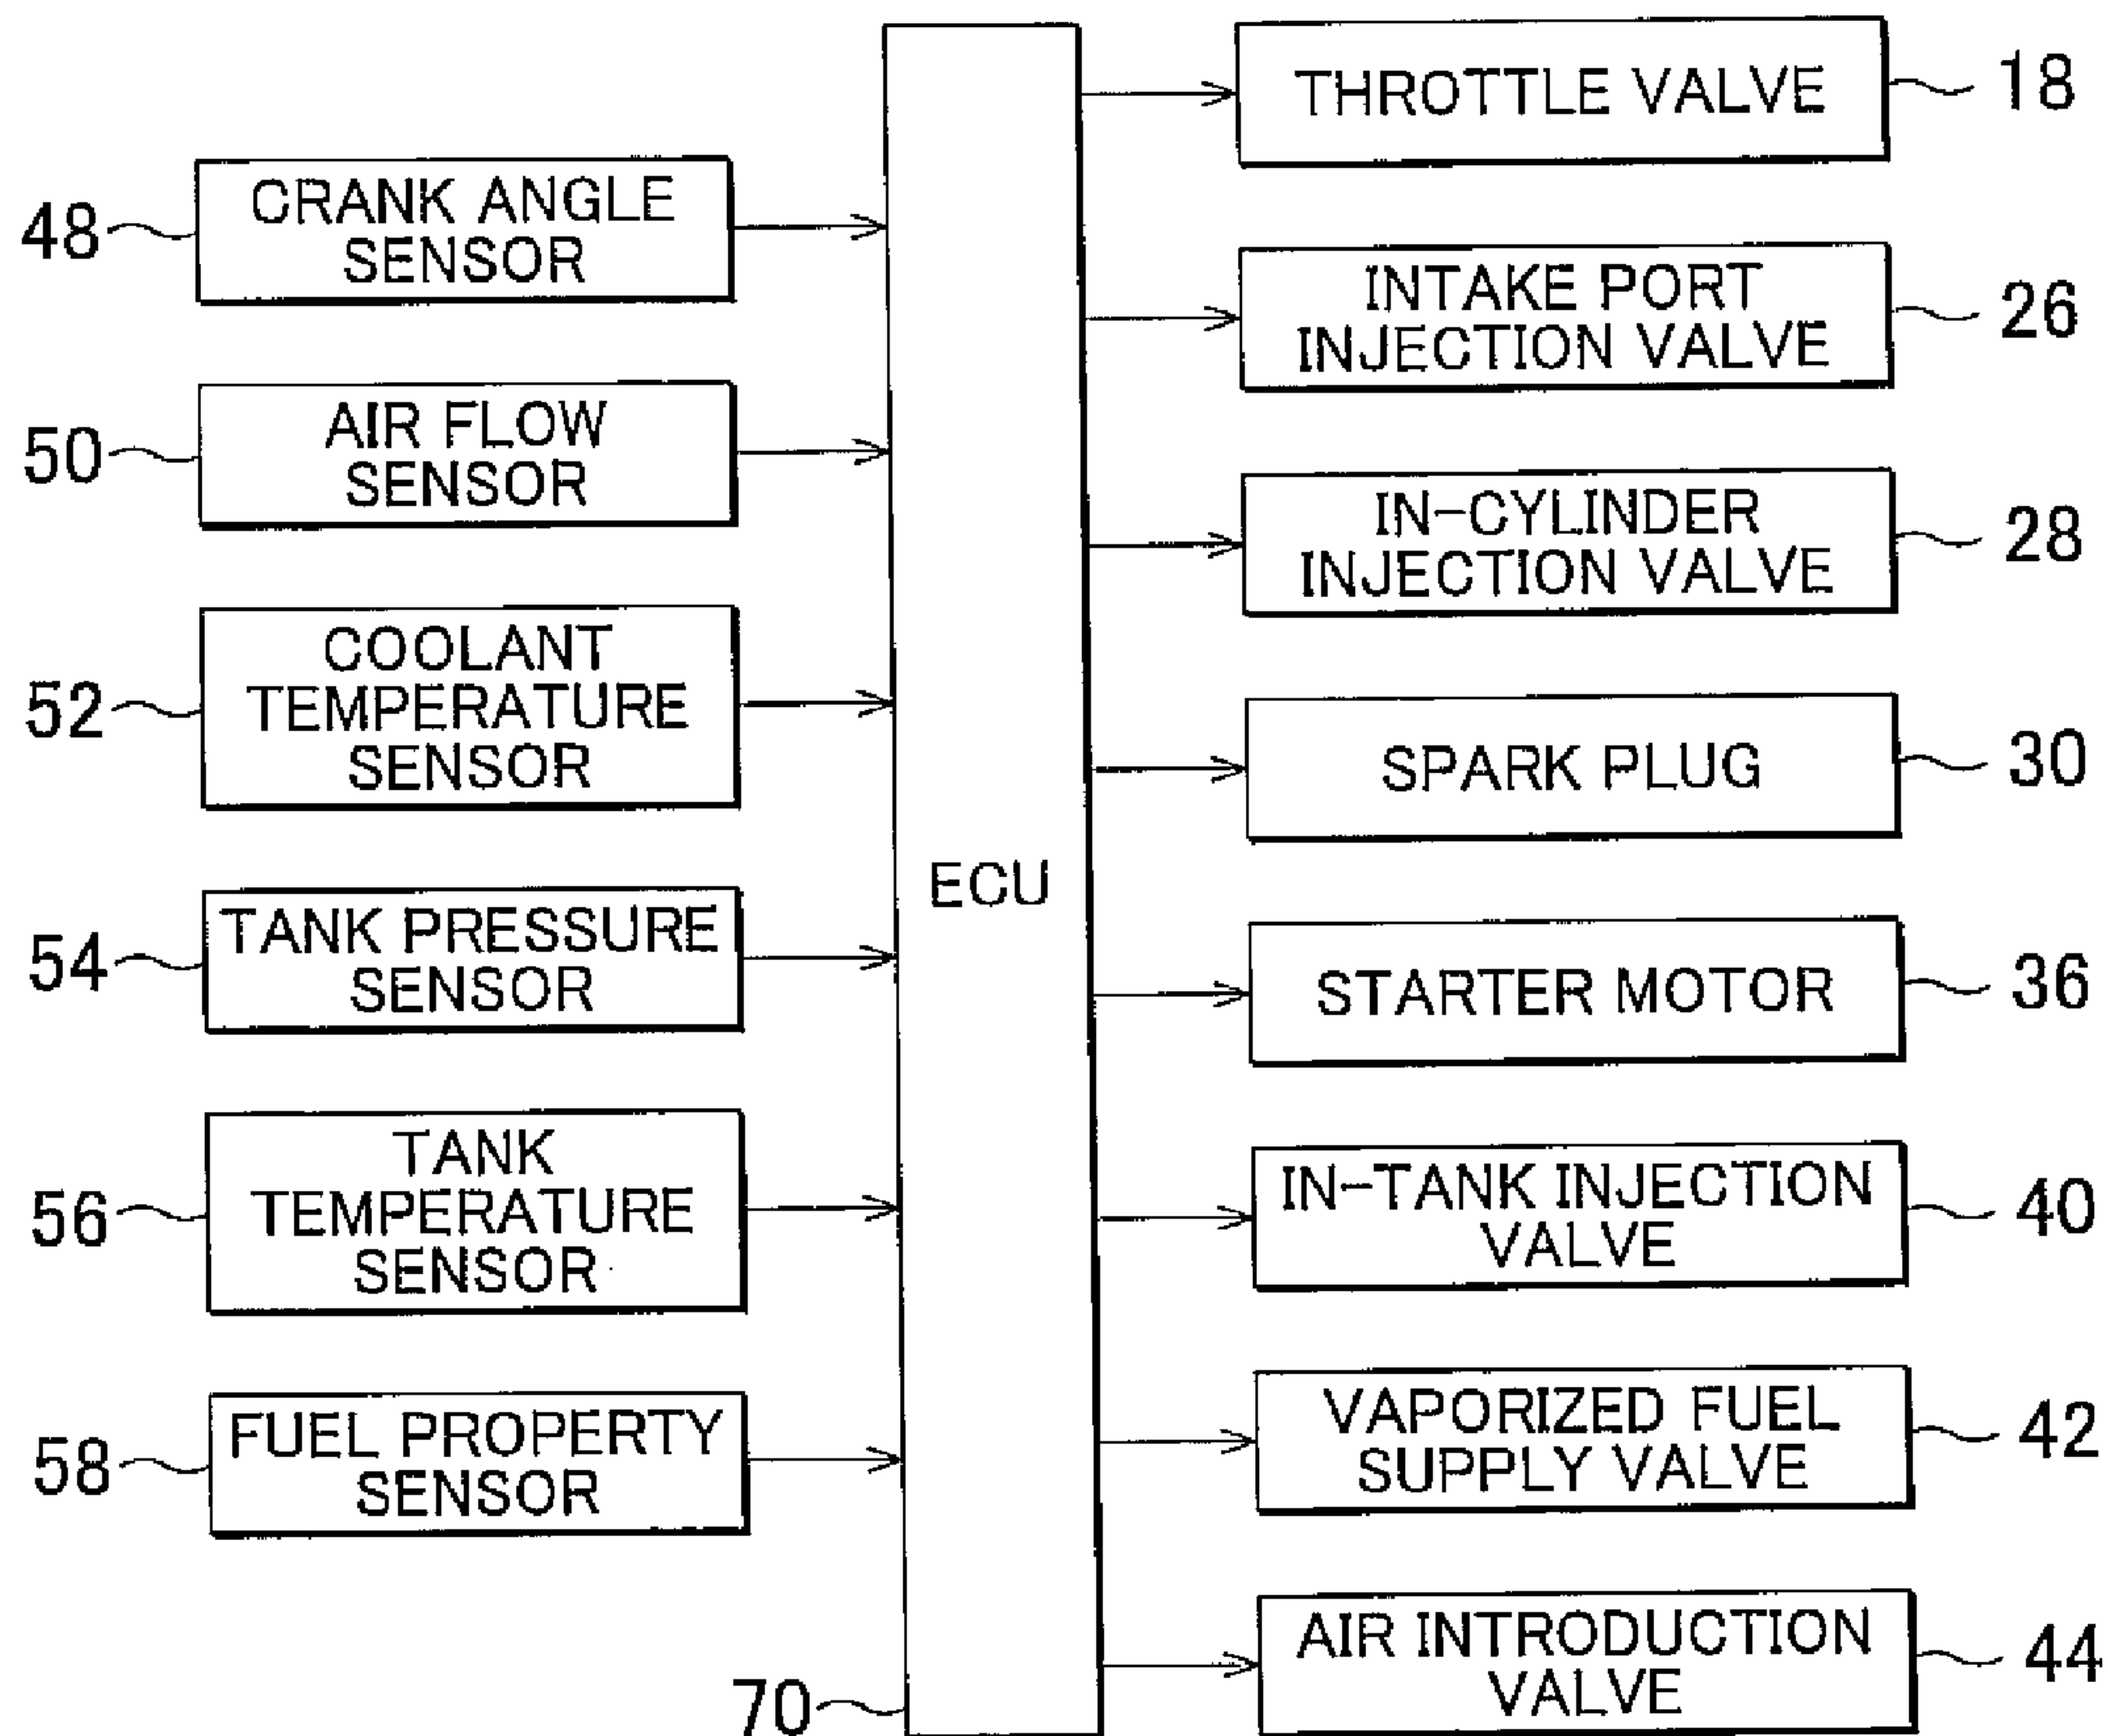 48
CRANK ANGLE
SENSOR
50
AIR FLOW
SENSOR
52
COOLANT
TEMPERATURE
SENSOR
54
TANK PRESSURE
SENSOR
56
TANK
TEMPERATURE
SENSOR
58
FUEL PROPERTY
SENSOR
ECU
70
THROTTLE VALVE
18
INTAKE PORT
INJECTION VALVE
26
IN-CYLINDER
INJECTION VALVE
28
SPARK PLUG
30
STARTER MOTOR
36
IN-TANK INJECTION
VALVE
40
VAPORIZED FUEL
SUPPLY VALVE
42
AIR INTRODUCTION
VALVE
44